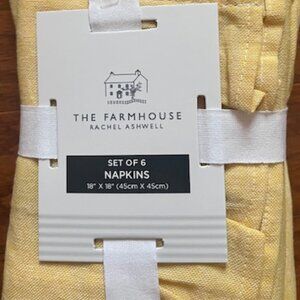 THE FARMHOUSE
RACHEL ASHWELL
SET OF 6
NAPKINS
18" X 18" (45cm X 45cm)